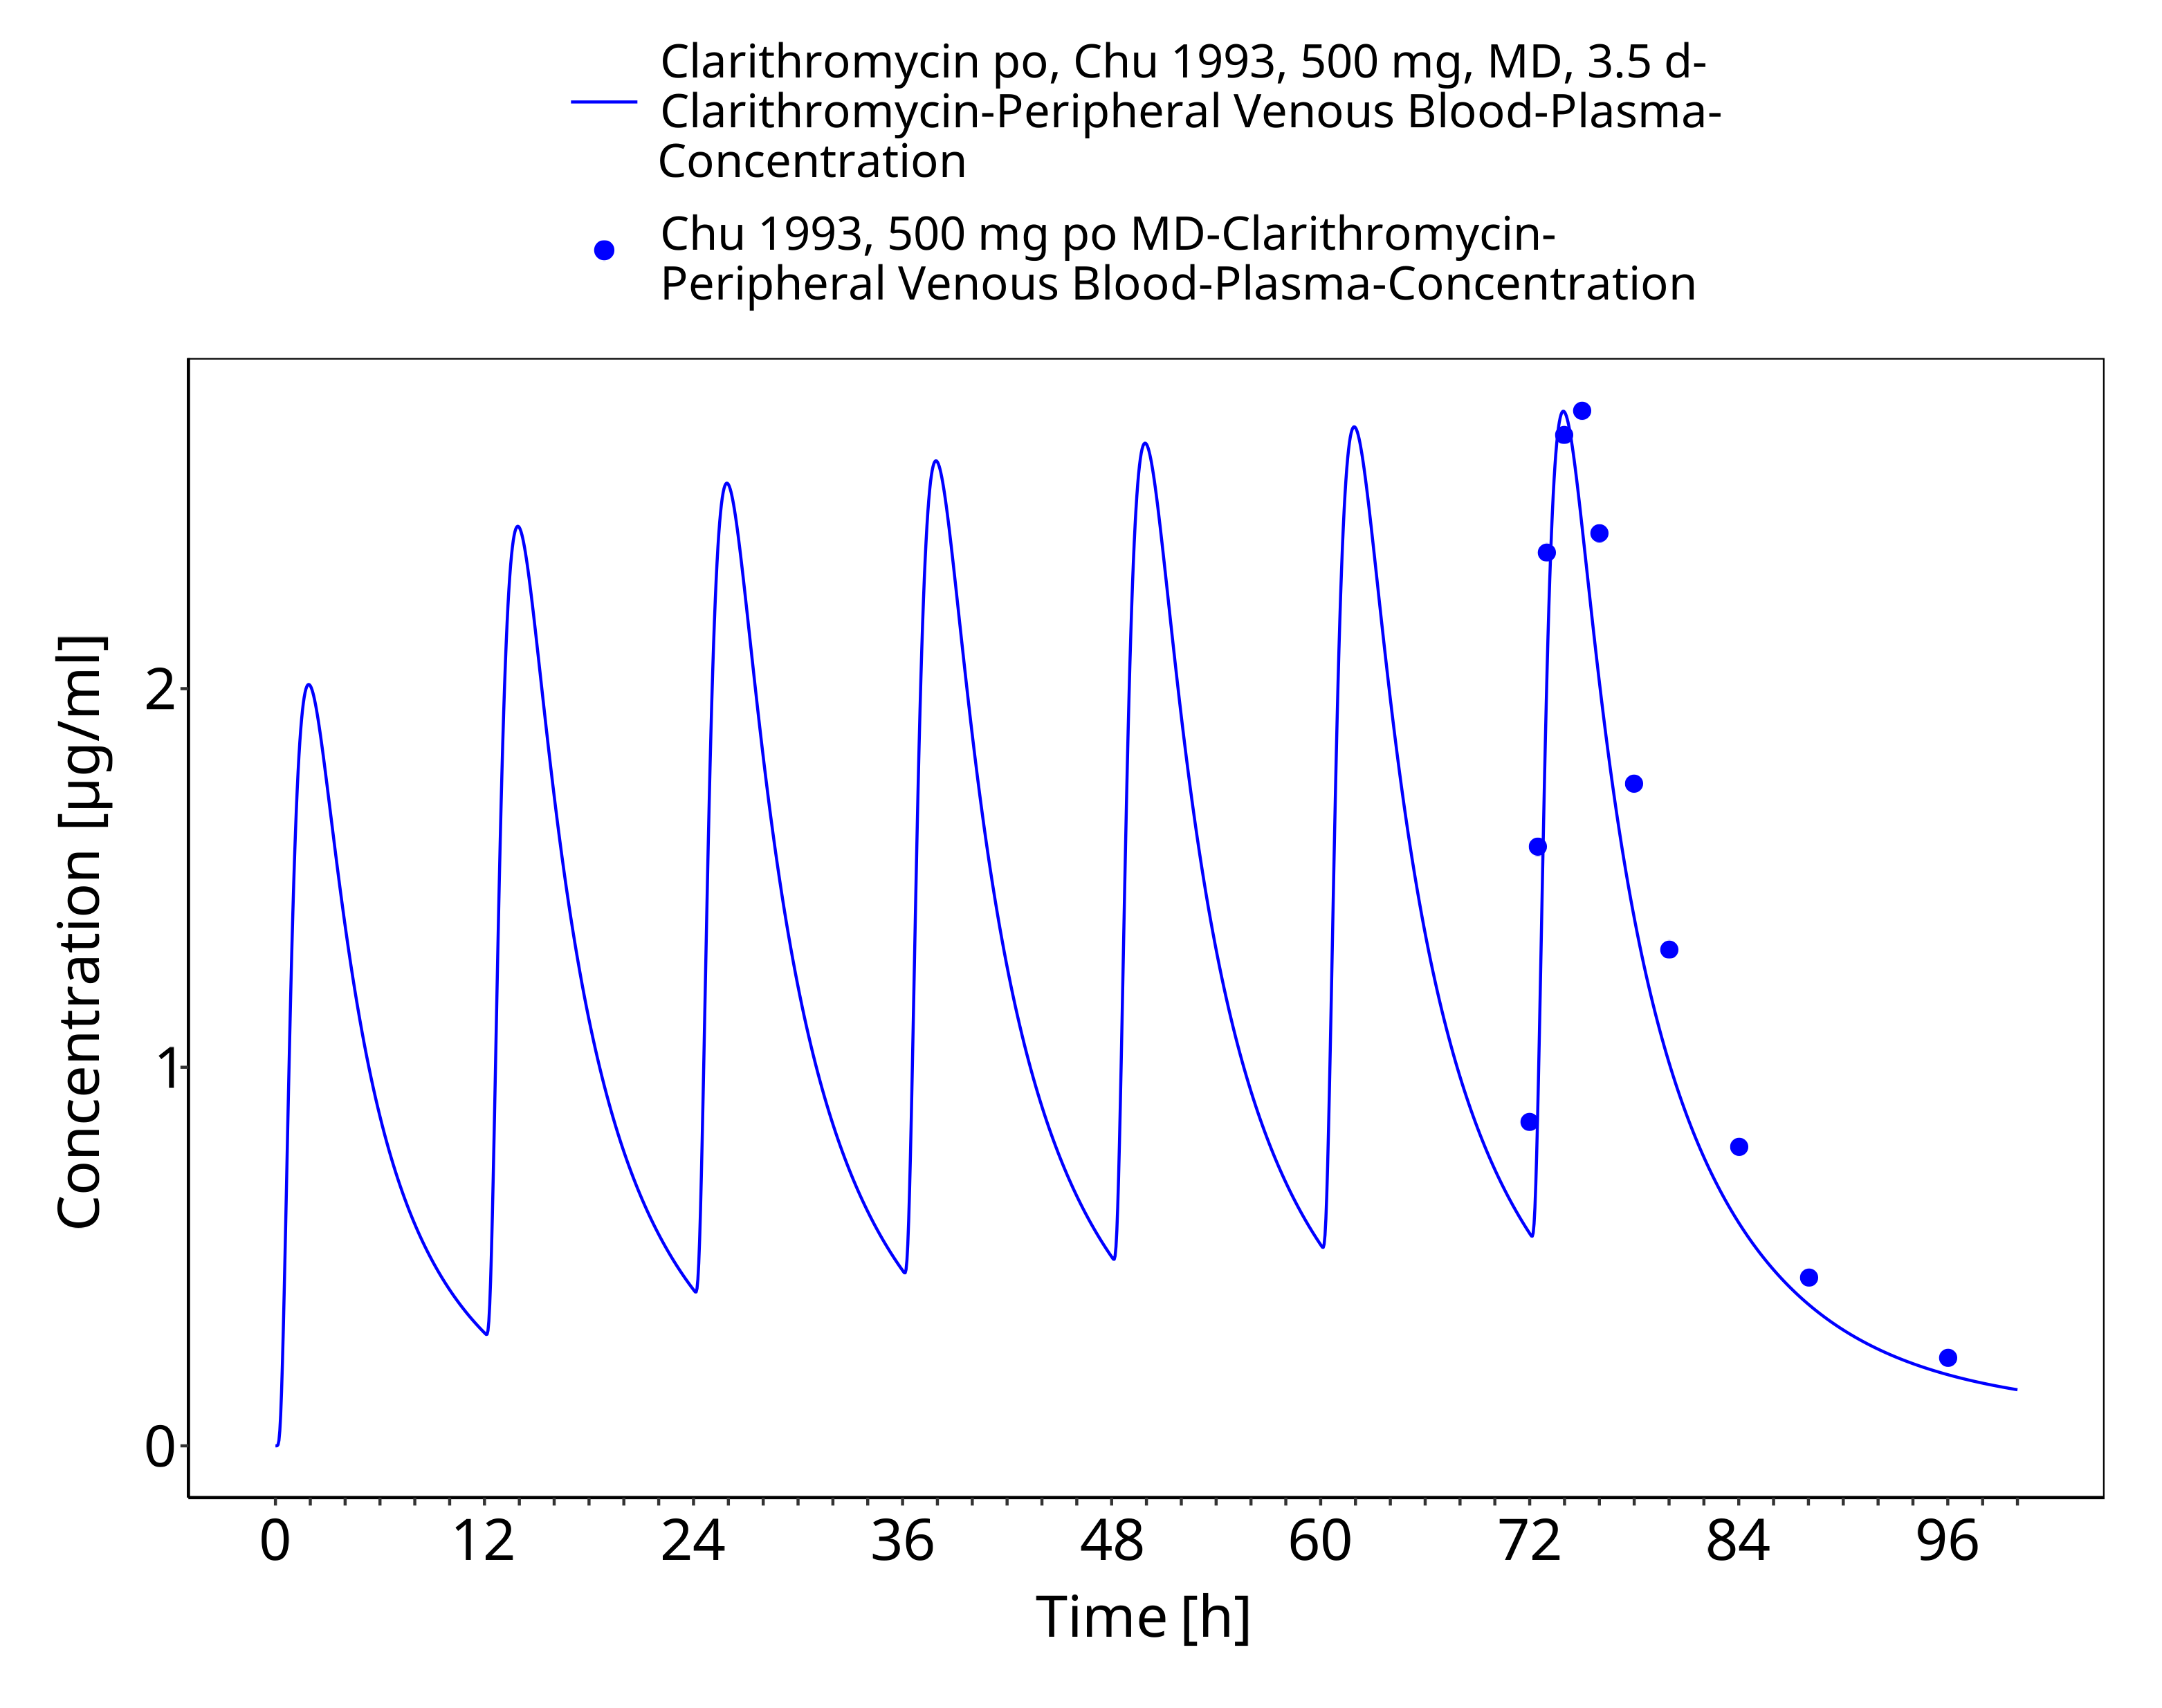 Clarithromycin po, Chu 1993, 500 mg, MD, 3.5 d-
Clarithromycin-Peripheral Venous Blood-Plasma-
Concentration
Chu 1993, 500 mg po MD-Clarithromycin-
Peripheral Venous Blood-Plasma-Concentration
Concentration [µg/ml]
2
1
0
0 12 24 36 48 60 72 84 96
Time [h]